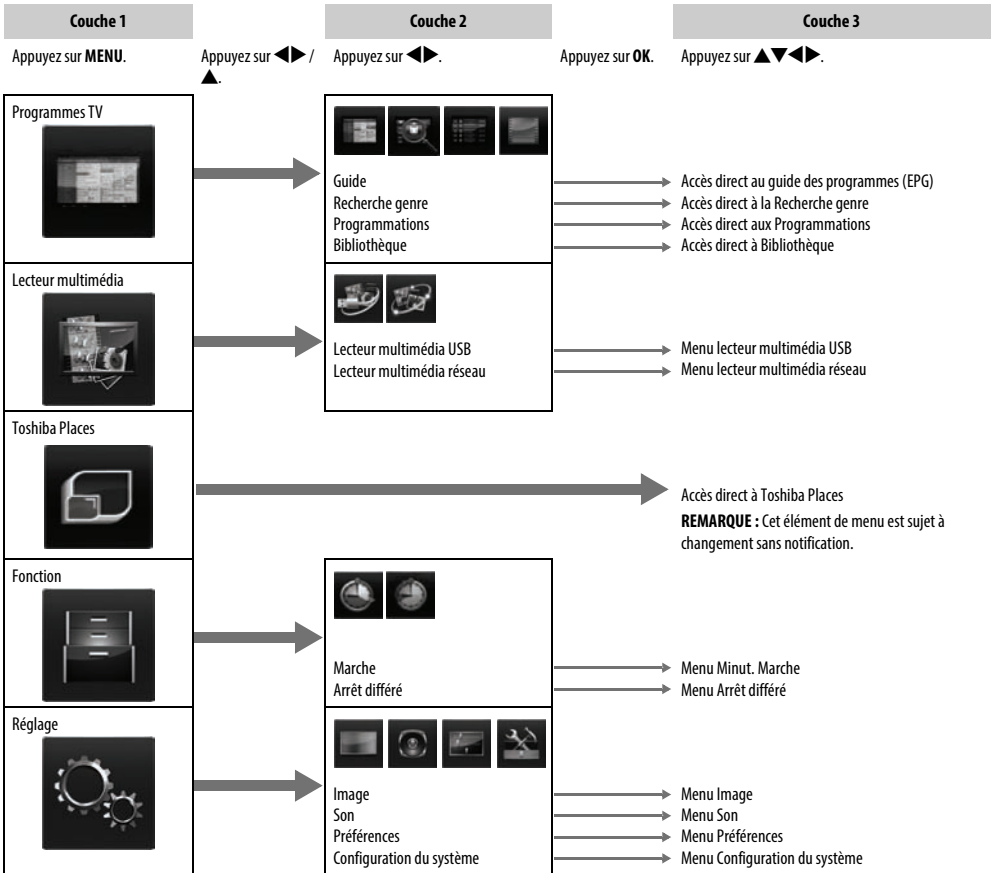 Couche 1
Couche 2
Couche 3
Appuyez sur MENU.
Appuyez sur ◀▶ /
▲.
Appuyez sur ◀▶.
Appuyez sur OK.
Appuyez sur ▲▼◀▶.
Programmes TV
Guide
Recherche genre
Programmations
Bibliothèque
Accès direct au guide des programmes (EPG)
Accès direct à la Recherche genre
Accès direct aux Programmations
Accès direct à Bibliothèque
Lecteur multimédia
Lecteur multimédia USB
Lecteur multimédia réseau
Menu lecteur multimédia USB
Menu lecteur multimédia réseau
Toshiba Places
Accès direct à Toshiba Places
REMARQUE : Cet élément de menu est sujet à
changement sans notification.
Fonction
Marche
Arrêt différé
Menu Minut. Marche
Menu Arrêt différé
Réglage
Image
Son
Préférences
Configuration du système
Menu Image
Menu Son
Menu Préférences
Menu Configuration du système